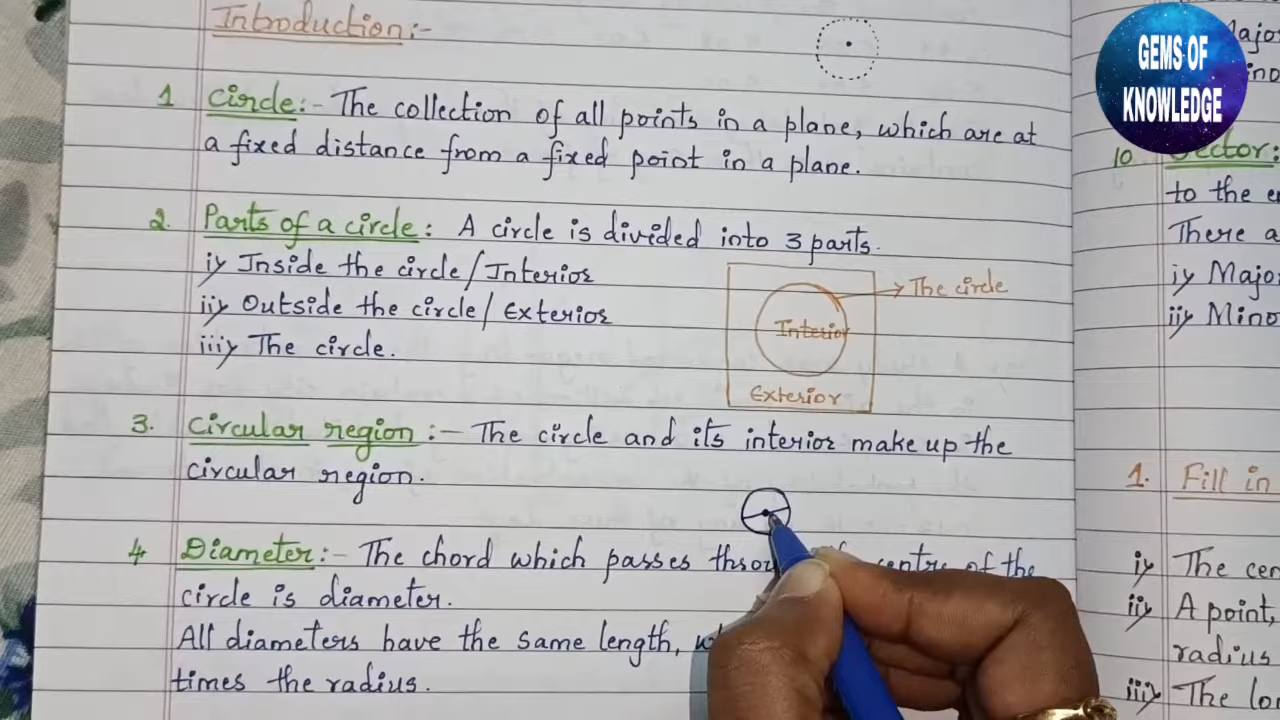 Introduction:-
1 Circle:- The collection of all points in a plane, which are at
a fixed distance from a fixed point in a plane.
2. Parts of a circle: A circle is divided into 3 parts.
i) Inside the circle/Interior
ii) Outside the circle/Exterior
iii) The circle.
The circle
Interior
Exterior
3. Circular region:- The circle and its interior make up the
circular region.
4 Diameter:- The chord which passes centre of the
circle is diameter.
All diameters have the same length,
times the radius.
GEMS OF
KNOWLEDGE
10 Sector:
to the
There a
i) Major
ii) Mino
1. Fill in
i) The cen
ii) A point,
radius
iii) The lo